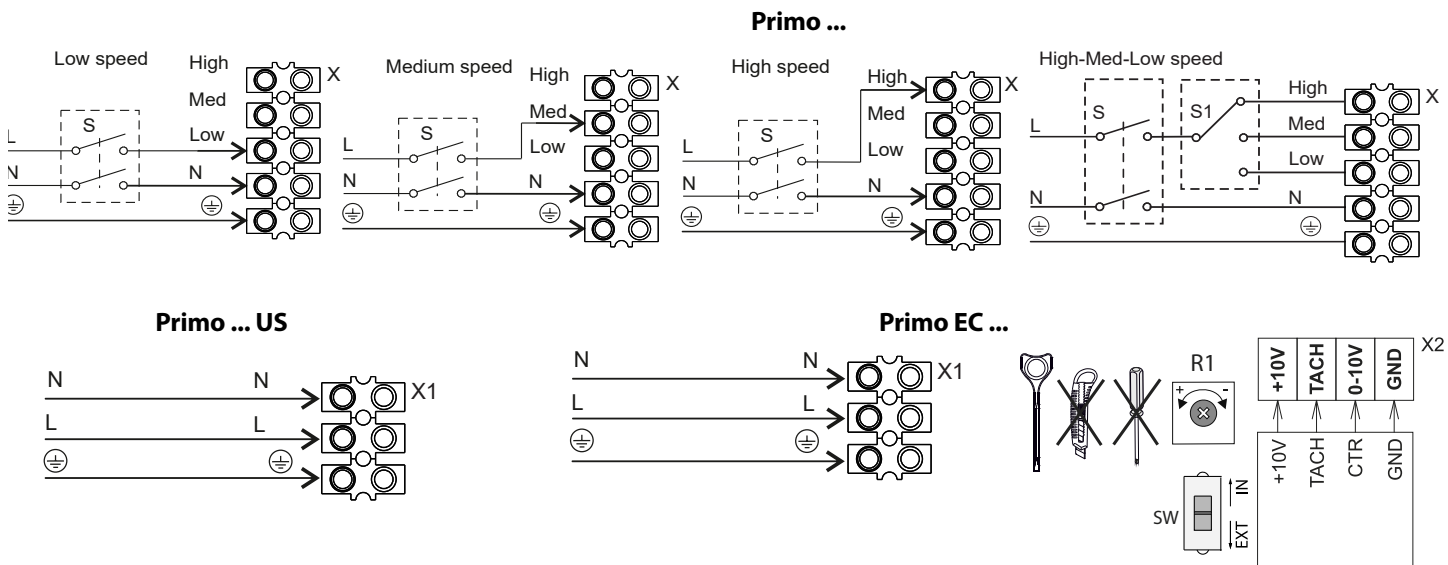 Primo ...
Low speed
High
X
Med
S
Low
L
N
N
Medium speed
High
X
Med
S
Low
L
N
N
High speed
High
X
Med
S
Low
L
N
N
High-Med-Low speed
High
X
S
S1
L
Med
Low
N
N
Primo ... US
N
N
X1
L
L
Primo EC ...
N
N
X1
L
L
R1
+
-
+10V
TACH
0-10V
GND
X2
+10V
TACH
CTR
GND
SW
IN
EXT